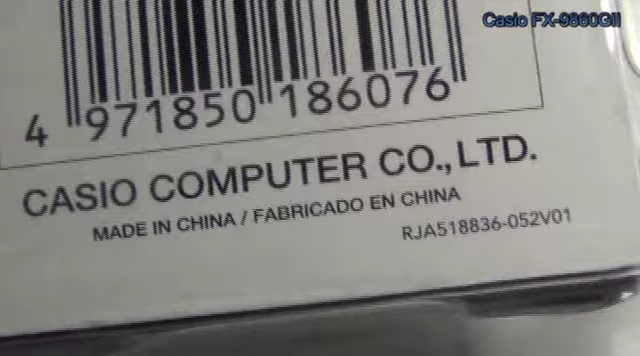 Casio FX-9860GII
4 971850 186076
CASIO COMPUTER CO., LTD.
MADE IN CHINA / FABRICADO EN CHINA
RJA518836-052V01